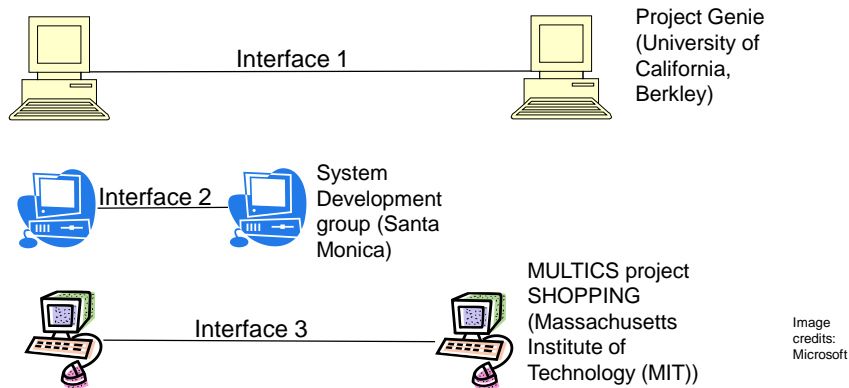 Interface 1
Project Genie
(University of
California,
Berkley)
Interface 2
System
Development
group (Santa
Monica)
Interface 3
MULTICS project
SHOPPING
(Massachusetts
Institute of
Technology (MIT))
Image
credits:
Microsoft